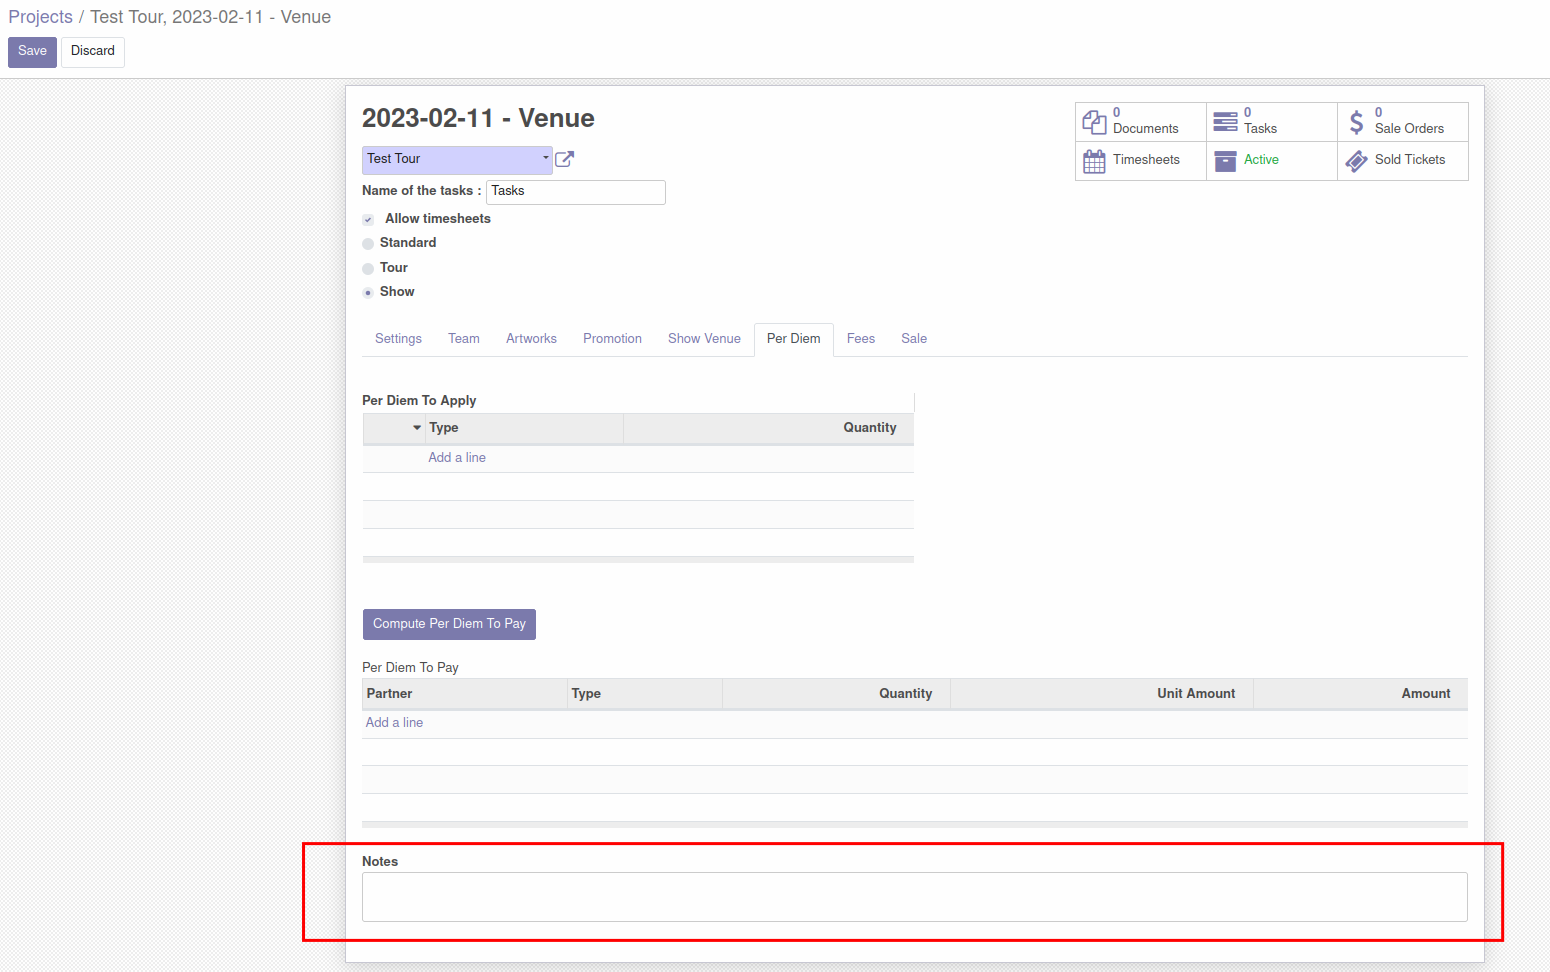 Projects / Test Tour, 2023-02-11 - Venue
Save Discard
2023-02-11 - Venue
0 Documents 0 Tasks $ 0 Sale Orders
Timesheets Active Sold Tickets
Test Tour
Name of the tasks : Tasks
Allow timesheets
Standard
Tour
Show
Settings Team Artworks Promotion Show Venue Per Diem Fees Sale
Per Diem To Apply
Type Quantity
Add a line
Compute Per Diem To Pay
Per Diem To Pay
Partner Type Quantity Unit Amount Amount
Add a line
Notes